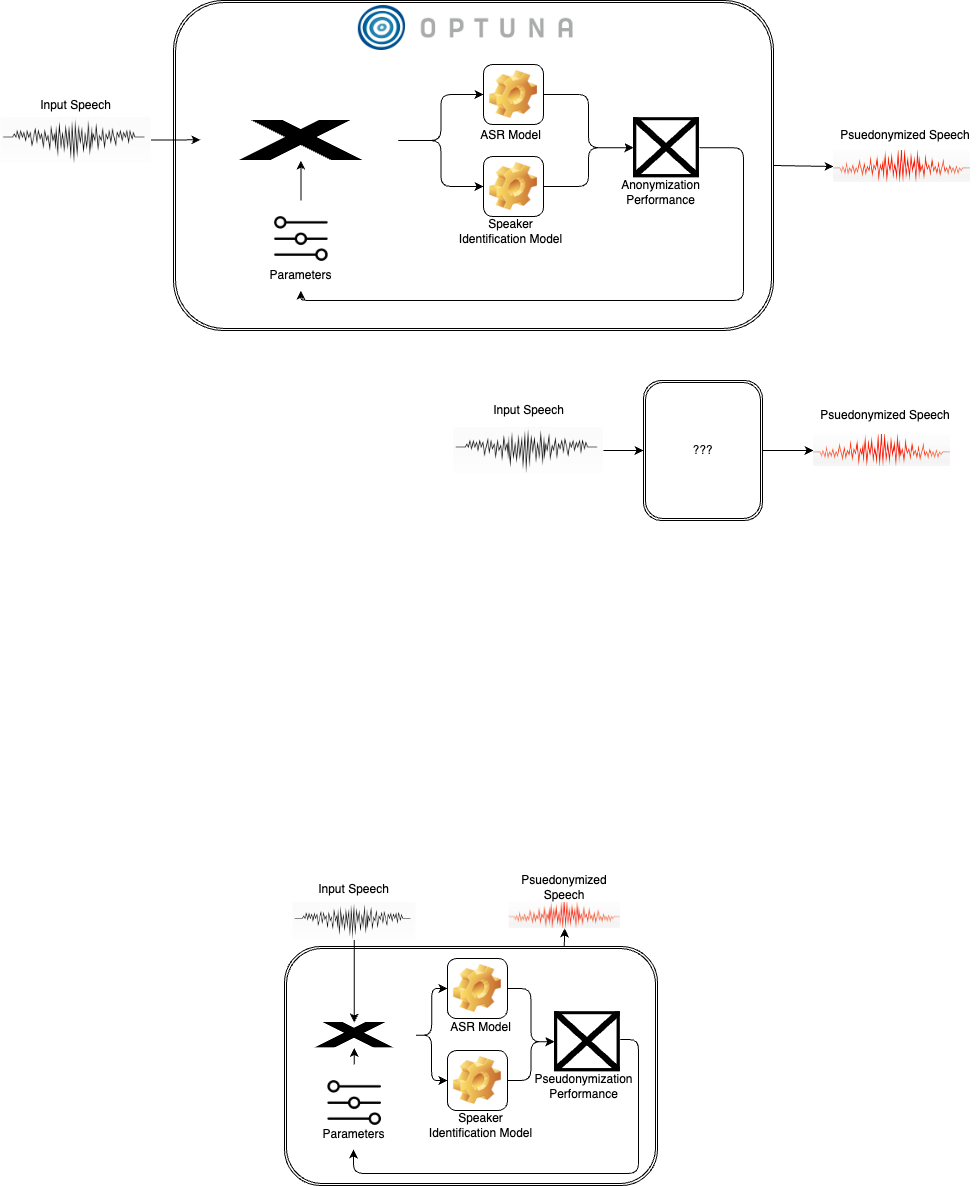 OPTUNA
Input Speech
ASR Model
Psuedonymized Speech
Anonymization
Performance
Speaker
Identification Model
Parameters
Input Speech
Psuedonymized Speech
???
Input Speech
Psuedonymized
Speech
ASR Model
Pseudonymization
Performance
Speaker
Identification Model
Parameters